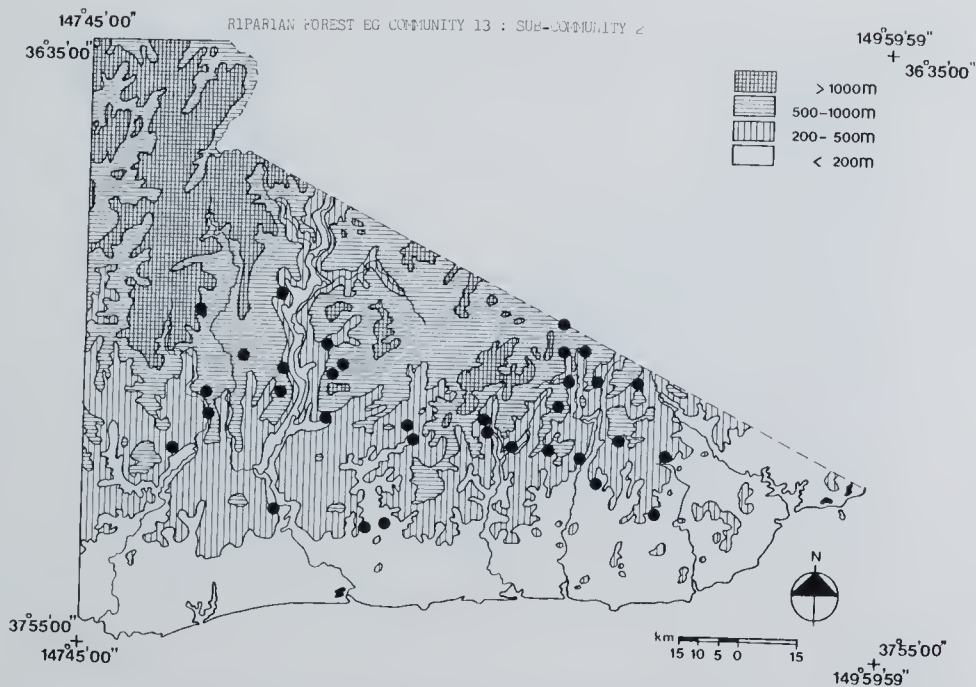 RIPARIAN FOREST EG COMMUNITY 13 : SUB-COMMUNITY 2
147°45'00"
36°35'00"
149°59'59"
36°35'00"
> 1000m
500-1000m
200-500m
< 200m
N
37°55'00"
147°45'00"
km
15 10 5 0 15
37°55'00"
149°59'59"